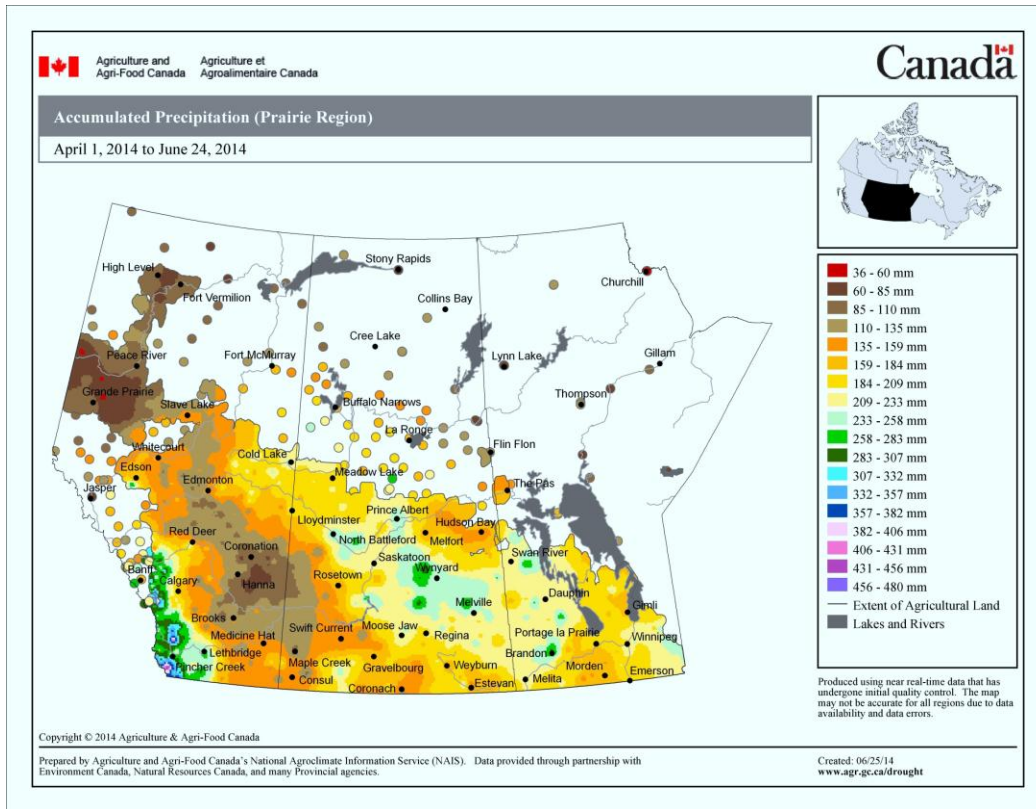 Agriculture and
Agri-Food Canada
Agriculture et
Agroalimentaire Canada
Canada
Accumulated Precipitation (Prairie Region)
April 1, 2014 to June 24, 2014
High Level
Fort Vermilion
Stony Rapids
Churchill
Collins Bay
Cree Lake
Peace River
Fort McMurray
Lynn Lake
Gillam
Grande Prairie
Slave Lake
Buffalo Narrows
Thompson
La Ronge
Flin Flon
Whitecourt
Cold Lake
Edson
Meadow Lake
Jasper
Edmonton
The Pas
Lloydminster
Prince Albert
Hudson Bay
Red Deer
North Battleford
Melfort
Coronation
Saskatoon
Swan River
Banff
Wynyard
Calgary
Hanna
Rosetown
Dauphin
Melville
Gimli
Brooks
Moose Jaw
Medicine Hat
Swift Current
Regina
Portage la Prairie
Winnipeg
Lethbridge
Brandon
Pincher Creek
Maple Creek
Gravelbourg
Weyburn
Morden
Emerson
Consul
Coronach
Estevan
Melita
36 - 60 mm
60 - 85 mm
85 - 110 mm
110 - 135 mm
135 - 159 mm
159 - 184 mm
184 - 209 mm
209 - 233 mm
233 - 258 mm
258 - 283 mm
283 - 307 mm
307 - 332 mm
332 - 357 mm
357 - 382 mm
382 - 406 mm
406 - 431 mm
431 - 456 mm
456 - 480 mm
Extent of Agricultural Land
Lakes and Rivers
Produced using near real-time data that has
undergone initial quality control. The map
may not be accurate for all regions due to data
availability and data errors.
Copyright © 2014 Agriculture & Agri-Food Canada
Prepared by Agriculture and Agri-Food Canada's National Agroclimate Information Service (NAIS). Data provided through partnership with
Environment Canada, Natural Resources Canada, and many Provincial agencies.
Created: 06/25/14
www.agr.gc.ca/drought